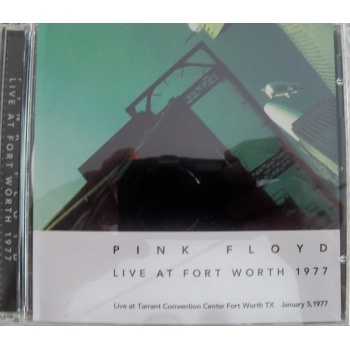 LIVE AT FORT WORTH 1977
PINK FLOYD
LIVE AT FORT WORTH 1977
Live at Tarrant Convention Center Fort Worth TX January 5,1977